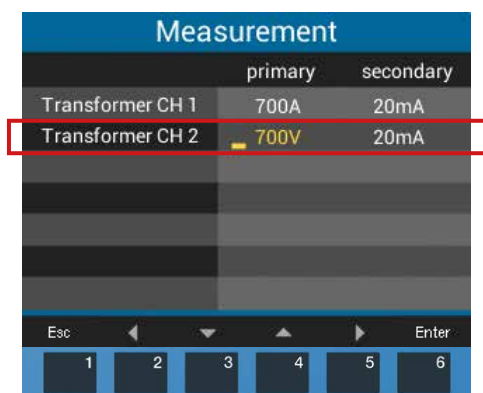 Measurement
primary secondary
Transformer CH 1 700A 20mA
Transformer CH 2 700V 20mA
Esc Enter
1 2 3 4 5 6